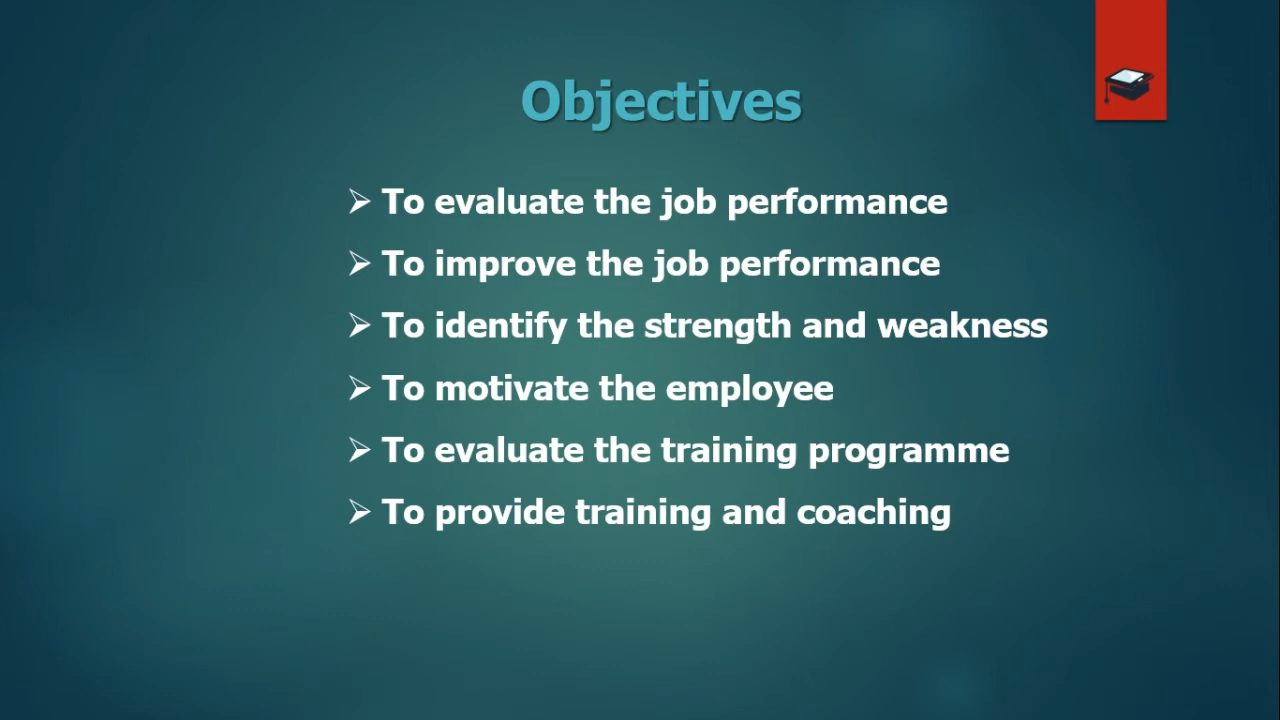 Objectives
➢ To evaluate the job performance
➢ To improve the job performance
➢ To identify the strength and weakness
➢ To motivate the employee
➢ To evaluate the training programme
➢ To provide training and coaching